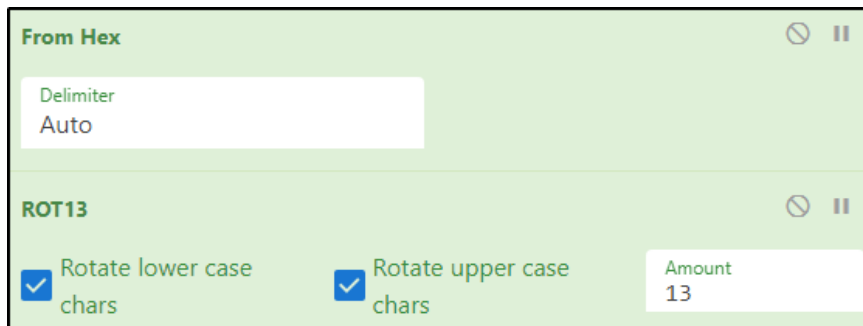 From Hex
Delimiter
Auto
ROT13
Rotate lower case
chars
Rotate upper case
chars
Amount
13